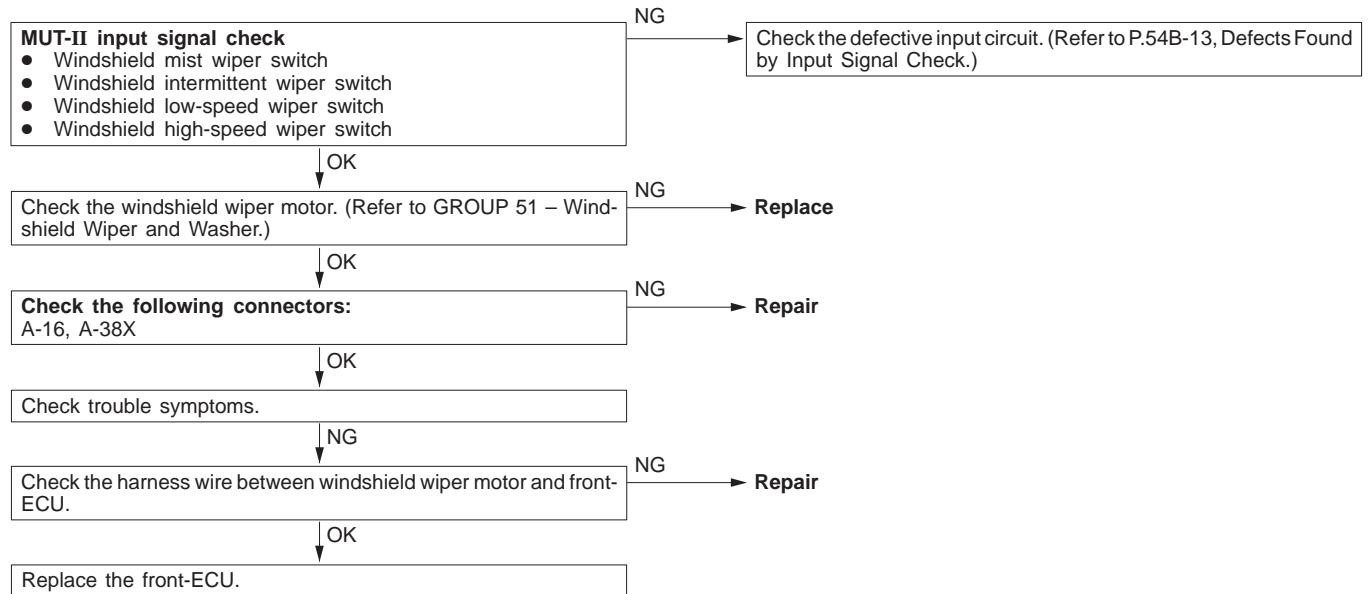 NG
MUT-II input signal check
● Windshield mist wiper switch
● Windshield intermittent wiper switch
● Windshield low-speed wiper switch
● Windshield high-speed wiper switch
Check the defective input circuit. (Refer to P.54B-13, Defects Found
by Input Signal Check.)
OK
NG
Check the windshield wiper motor. (Refer to GROUP 51 – Wind-
shield Wiper and Washer.)
Replace
OK
NG
Check the following connectors:
A-16, A-38X
Repair
OK
Check trouble symptoms.
NG
NG
Check the harness wire between windshield wiper motor and front-
ECU.
Repair
OK
Replace the front-ECU.